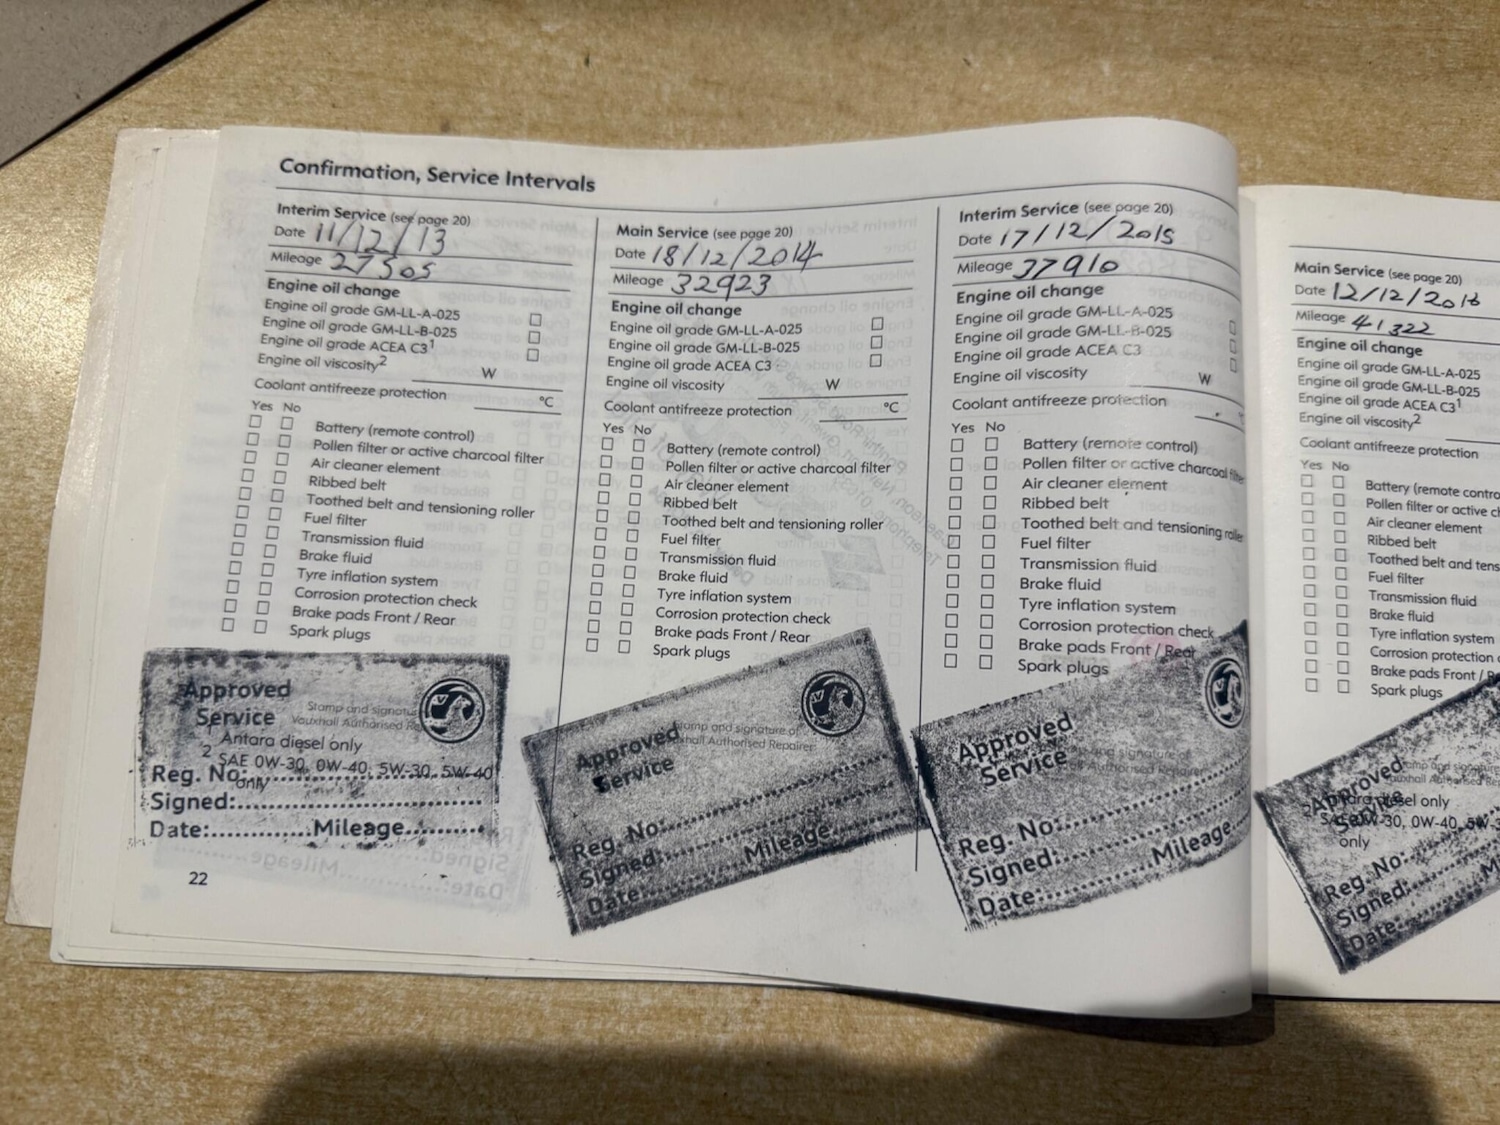 Confirmation, Service Intervals
Interim Service (see page 20)
Date 11/12/13
Mileage 27505
Engine oil change
Engine oil grade GM-LL-A-025
Engine oil grade GM-LL-B-025
Engine oil grade ACEA C3¹
Engine oil viscosity² W
Coolant antifreeze protection °C
Yes No
Battery (remote control)
Pollen filter or active charcoal filter
Air cleaner element
Ribbed belt
Toothed belt and tensioning roller
Fuel filter
Transmission fluid
Brake fluid
Tyre inflation system
Corrosion protection check
Brake pads Front / Rear
Spark plugs
Approved
Service
Stamp and signature
Vauxhall Authorised
1 Antara diesel only
2 SAE 0W-30, 0W-40, 5W-30, 5W-40
only
Reg. No:
Signed:
Date: Mileage
22
Main Service (see page 20)
Date 18/12/2014
Mileage 32923
Engine oil change
Engine oil grade GM-LL-A-025
Engine oil grade GM-LL-B-025
Engine oil grade ACEA C3
Engine oil viscosity W
Coolant antifreeze protection °C
Yes No
Battery (remote control)
Pollen filter or active charcoal filter
Air cleaner element
Ribbed belt
Toothed belt and tensioning roller
Fuel filter
Transmission fluid
Brake fluid
Tyre inflation system
Corrosion protection check
Brake pads Front / Rear
Spark plugs
Approved
Service
Stamp and signature of
Authorised Repairer
Reg. No:
Signed:
Date: Mileage
Interim Service (see page 20)
Date 17/12/2015
Mileage 37910
Engine oil change
Engine oil grade GM-LL-A-025
Engine oil grade GM-LL-B-025
Engine oil grade ACEA C3
Engine oil viscosity W
Coolant antifreeze protection
Yes No
Battery (remote control)
Pollen filter or active charcoal filter
Air cleaner element
Ribbed belt
Toothed belt and tensioning roller
Fuel filter
Transmission fluid
Brake fluid
Tyre inflation system
Corrosion protection check
Brake pads Front / Rear
Spark plugs
Approved
Service
and signature of
Authorised Repairer
Reg. No:
Signed:
Date: Mileage
Main Service (see page 20)
Date 12/12/2016
Mileage 41322
Engine oil change
Engine oil grade GM-LL-A-025
Engine oil grade GM-LL-B-025
Engine oil grade ACEA C3¹
Engine oil viscosity²
Coolant antifreeze protection
Yes No
Battery (remote contro
Pollen filter or active c
Air cleaner element
Ribbed belt
Toothed belt and tens
Fuel filter
Transmission fluid
Brake fluid
Tyre inflation system
Corrosion protection
Brake pads Front / R
Spark plugs
Approved
Service
diesel only
30, 0W-40, 5W-3
only
Reg. No:
Signed:
Date: M